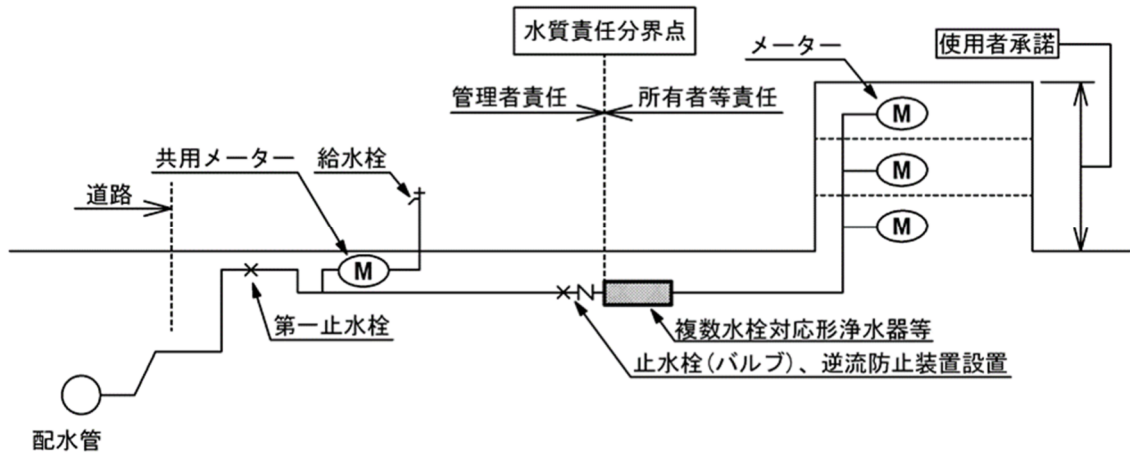 水質責任分界点
メーター
使用者承諾
管理者責任
所有者等責任
M
共用メーター
給水栓
M
道路
M
M
第一止水栓
複数水栓対応形浄水器等
止水栓(バルブ)、逆流防止装置設置
配水管